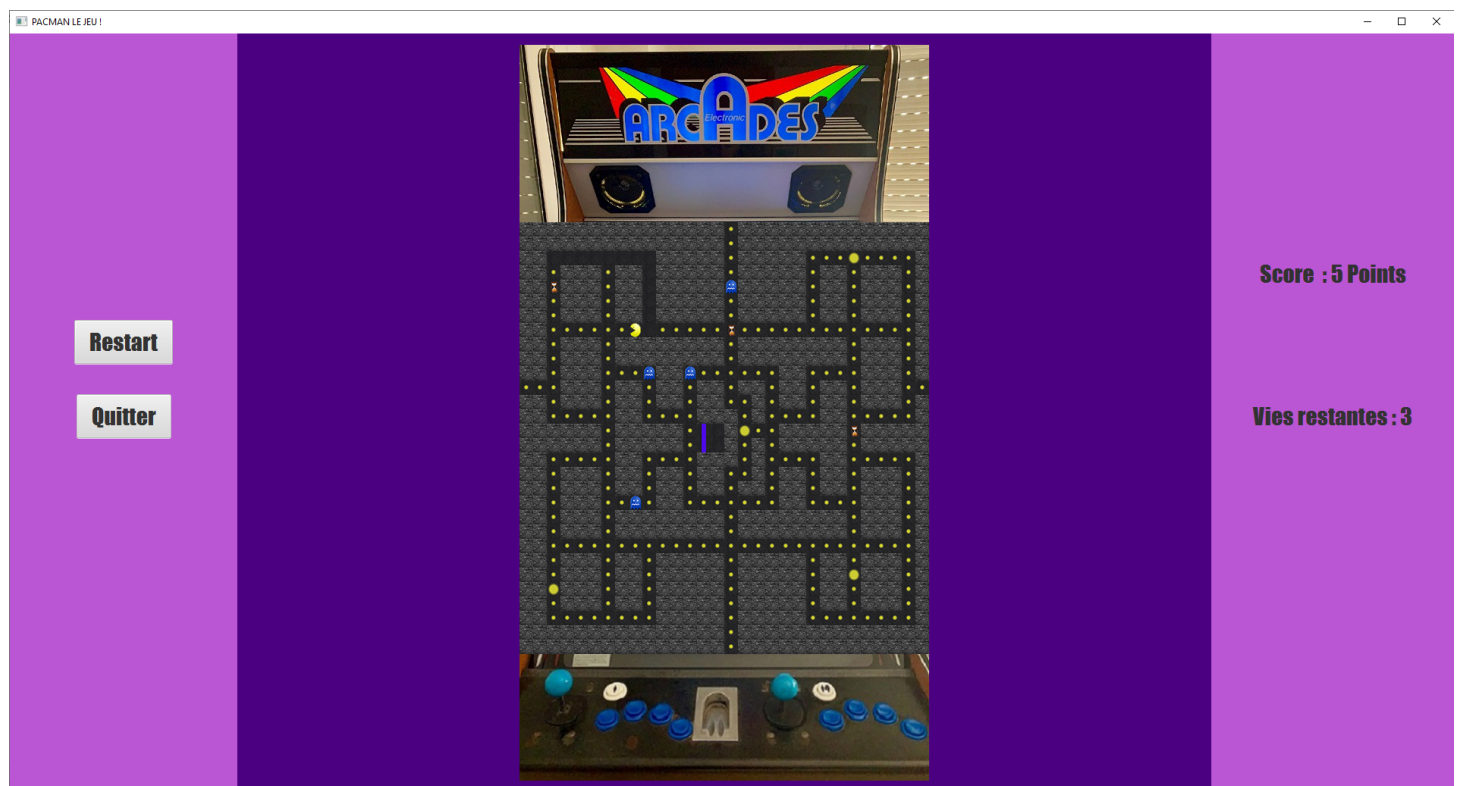 PACMAN LE JEU !
ARCADES
Electronic
Score : 5 Points
Restart
Quitter
Vies restantes : 3